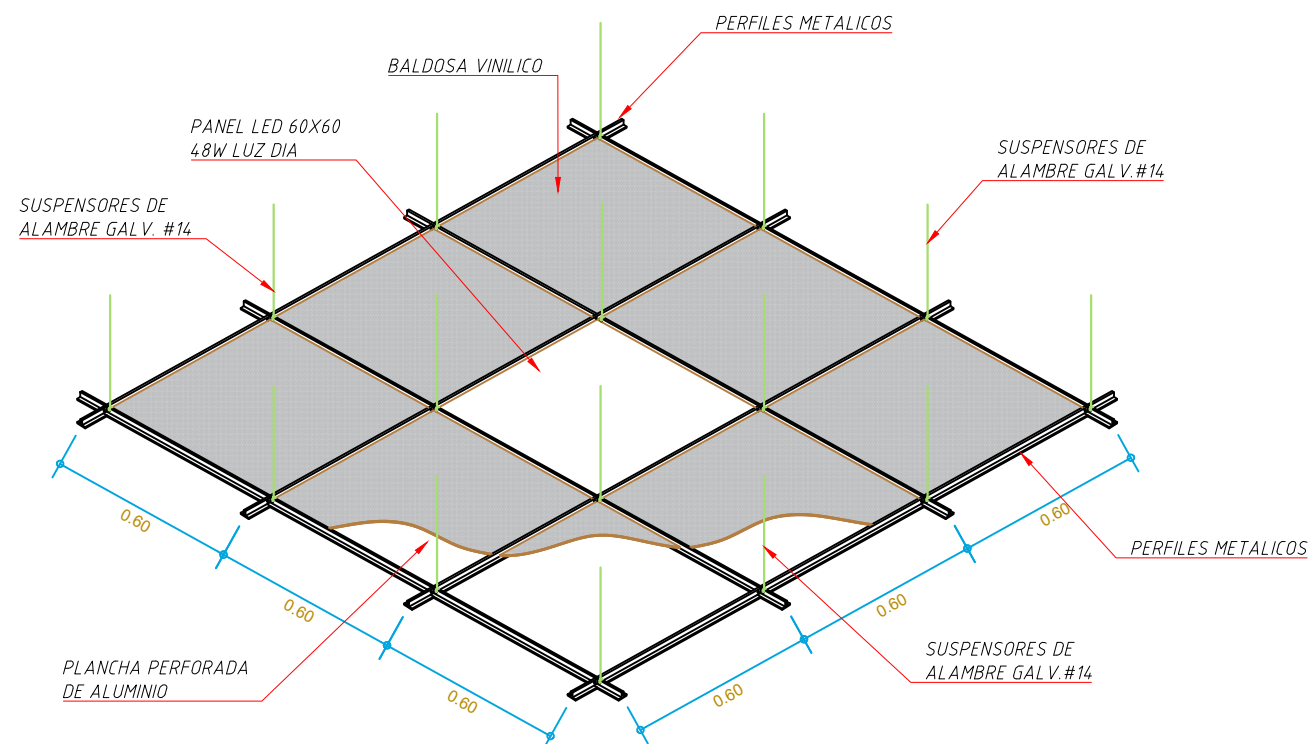 PERFILES METALICOS
BALDOSA VINILICO
PANEL LED 60X60
48W LUZ DIA
SUSPENSORES DE
ALAMBRE GALV.#14
SUSPENSORES DE
ALAMBRE GALV. #14
0.60
0.60
0.60
0.60
0.60
0.60
PERFILES METALICOS
SUSPENSORES DE
ALAMBRE GALV.#14
PLANCHA PERFORADA
DE ALUMINIO